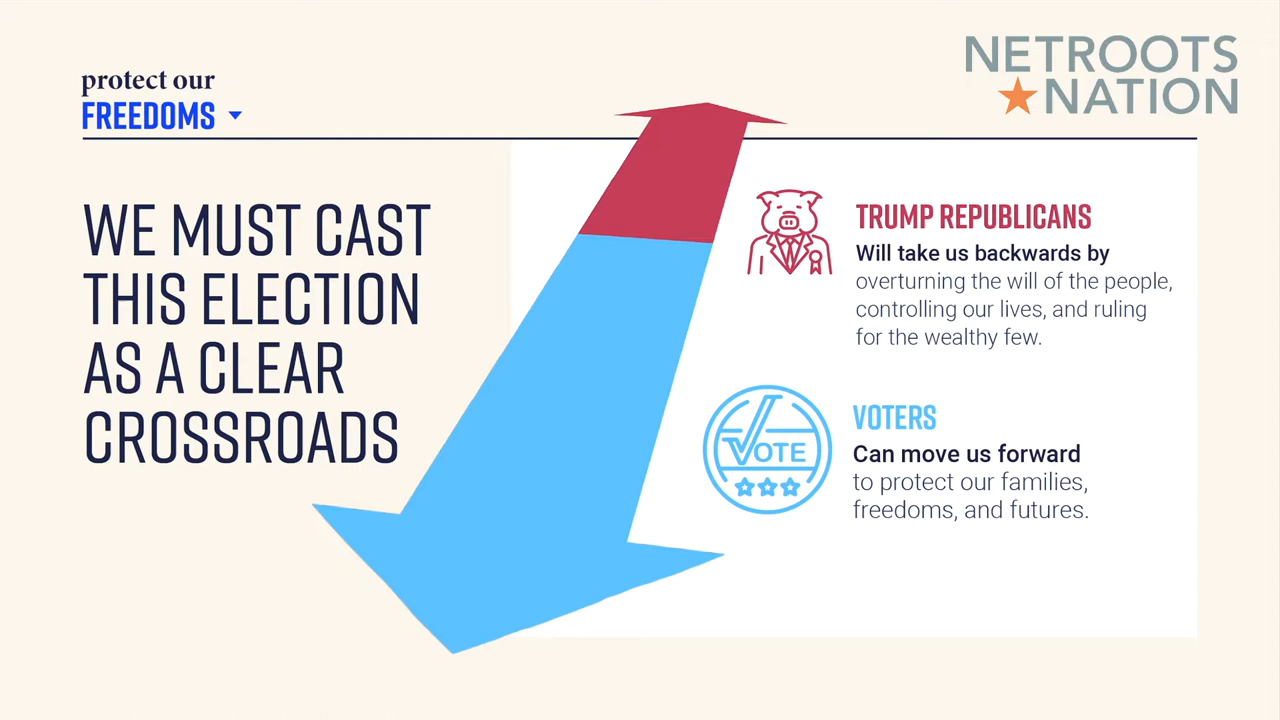 protect our
FREEDOMS
NETROOTS
NATION
WE MUST CAST
THIS ELECTION
AS A CLEAR
CROSSROADS
TRUMP REPUBLICANS
Will take us backwards by
overturning the will of the people,
controlling our lives, and ruling
for the wealthy few.
VOTE
VOTERS
Can move us forward
to protect our families,
freedoms, and futures.